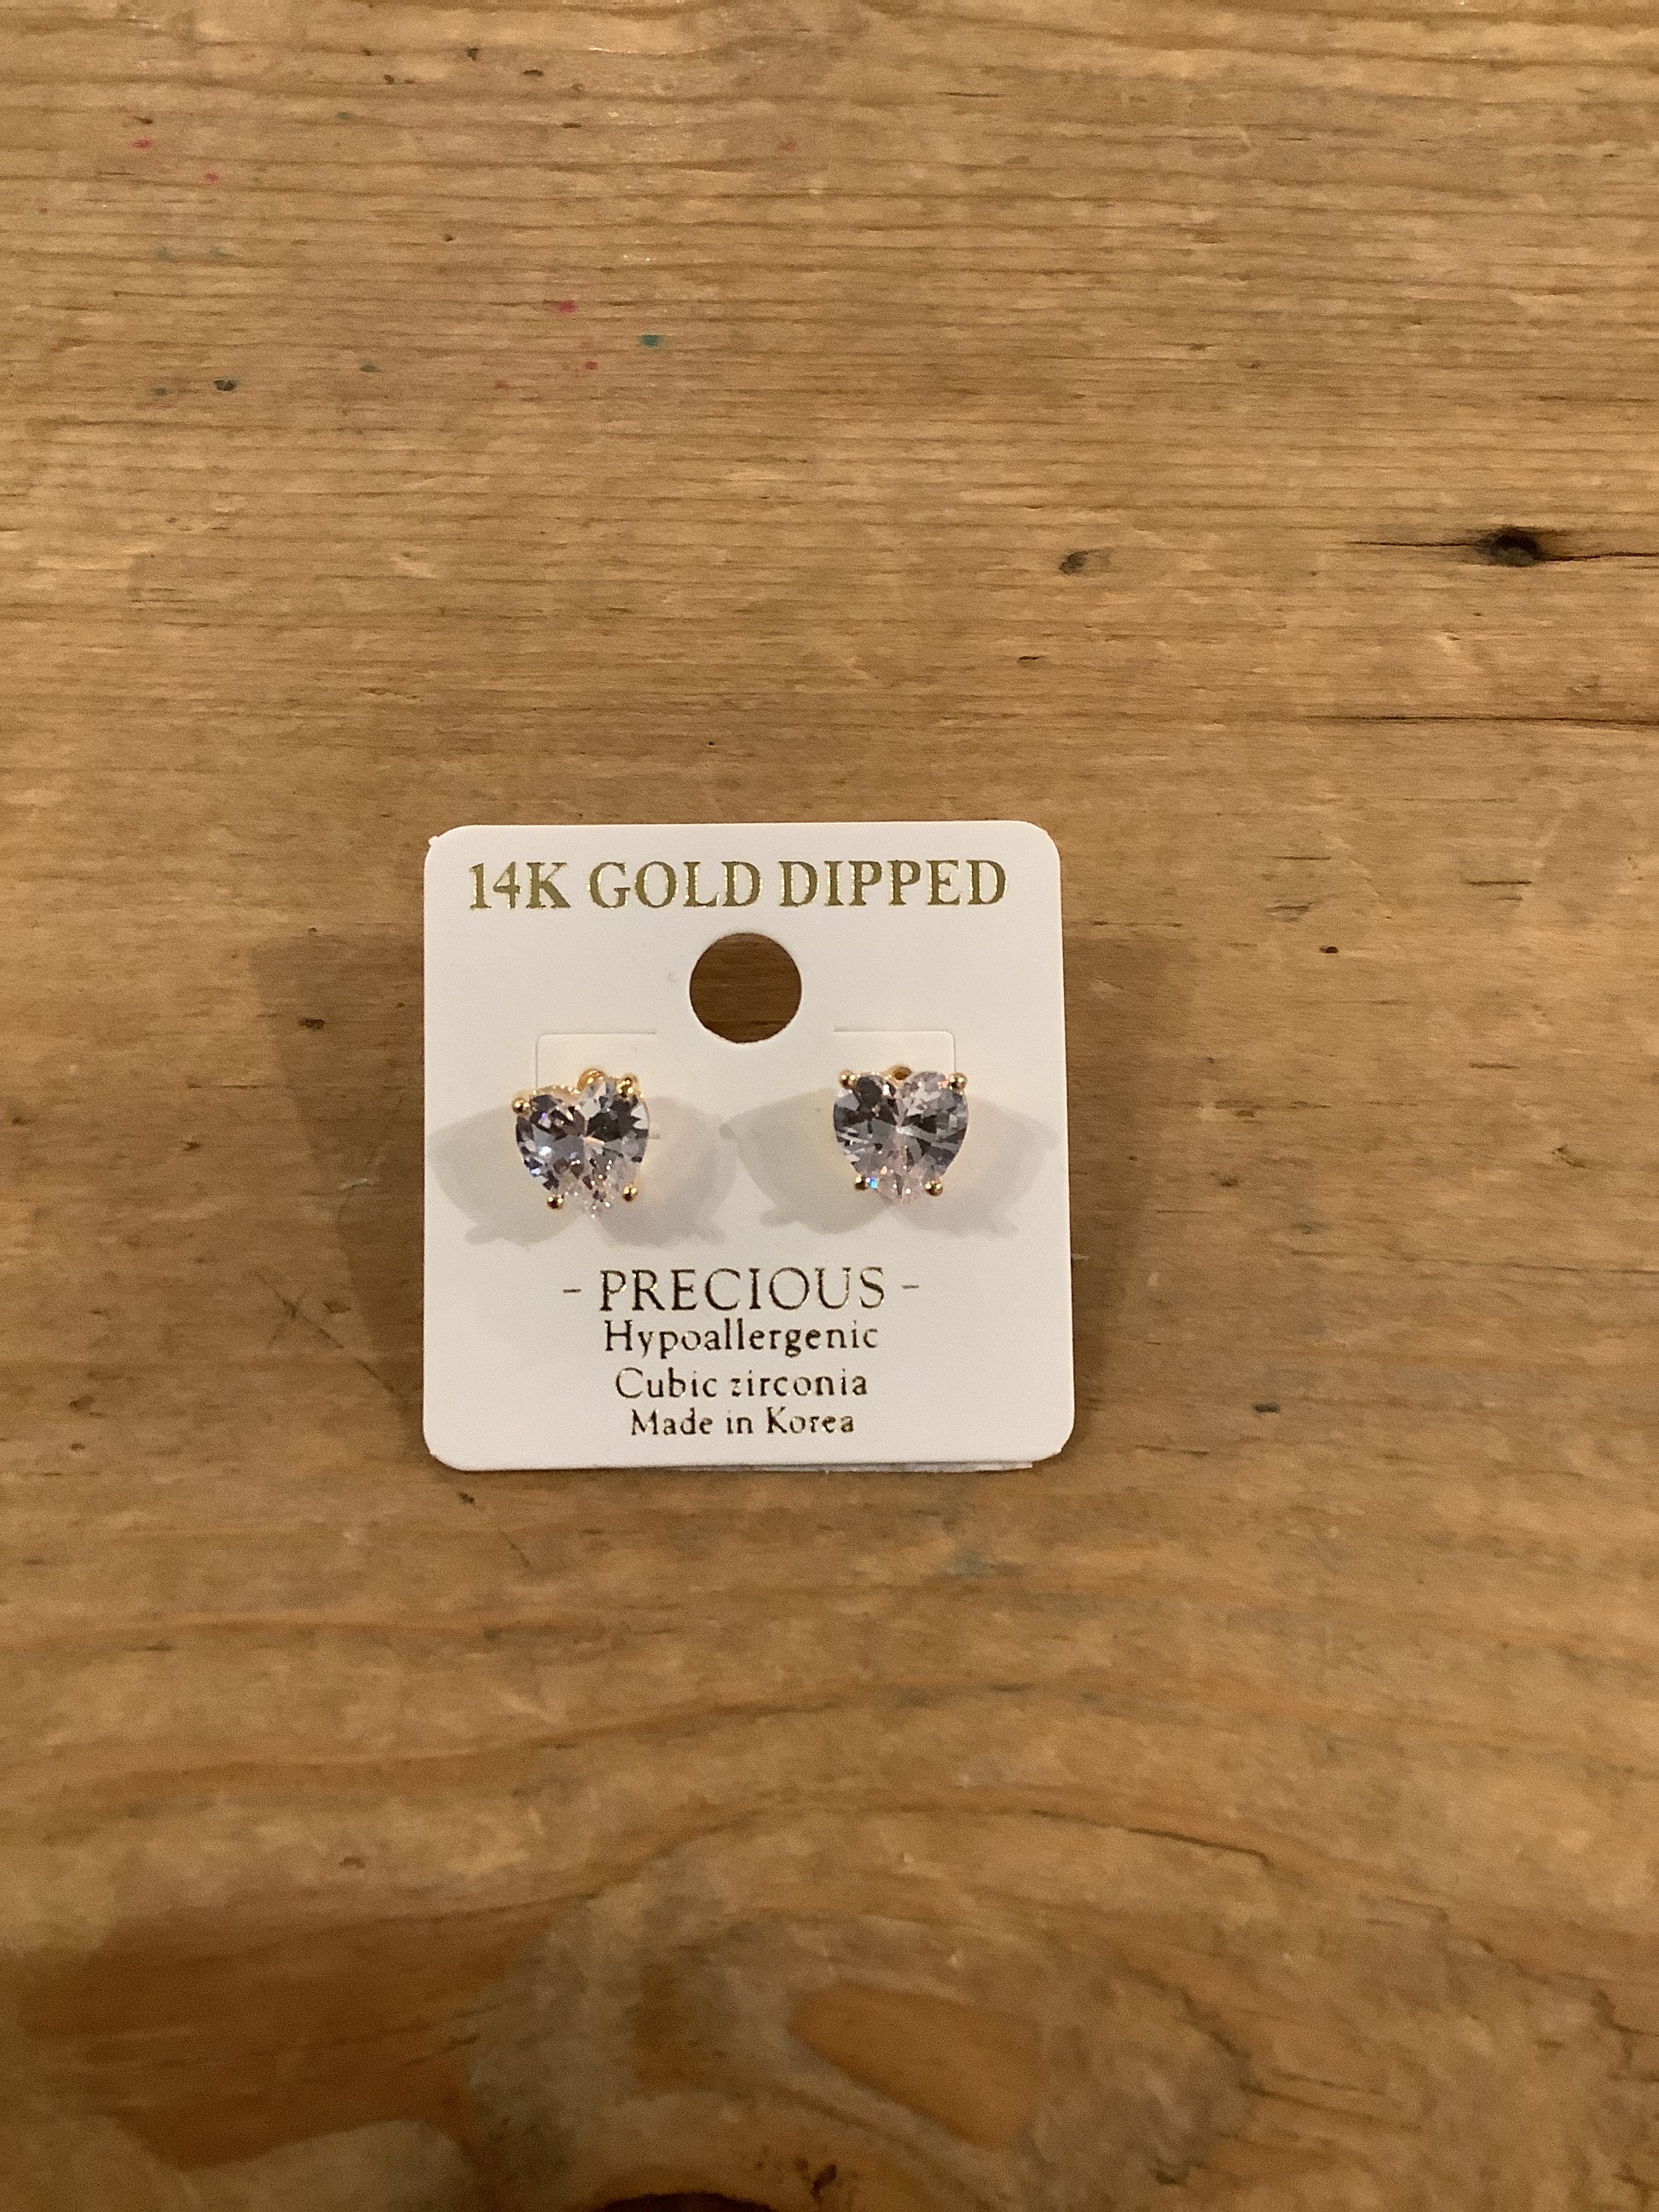 14K GOLD DIPPED
- PRECIOUS -
Hypoallergenic
Cubic zirconia
Made in Korea